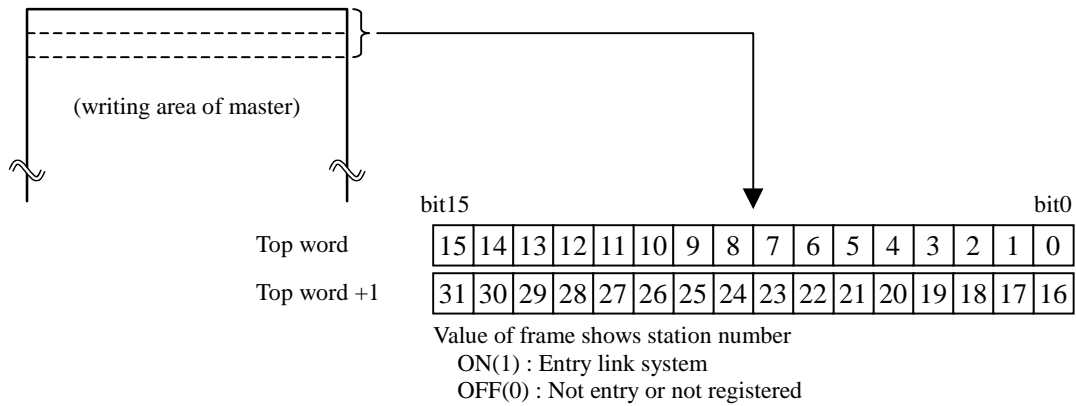 (writing area of master)
bit15 bit0
Top word 15 14 13 12 11 10 9 8 7 6 5 4 3 2 1 0
Top word +1 31 30 29 28 27 26 25 24 23 22 21 20 19 18 17 16
Value of frame shows station number
ON(1) : Entry link system
OFF(0) : Not entry or not registered